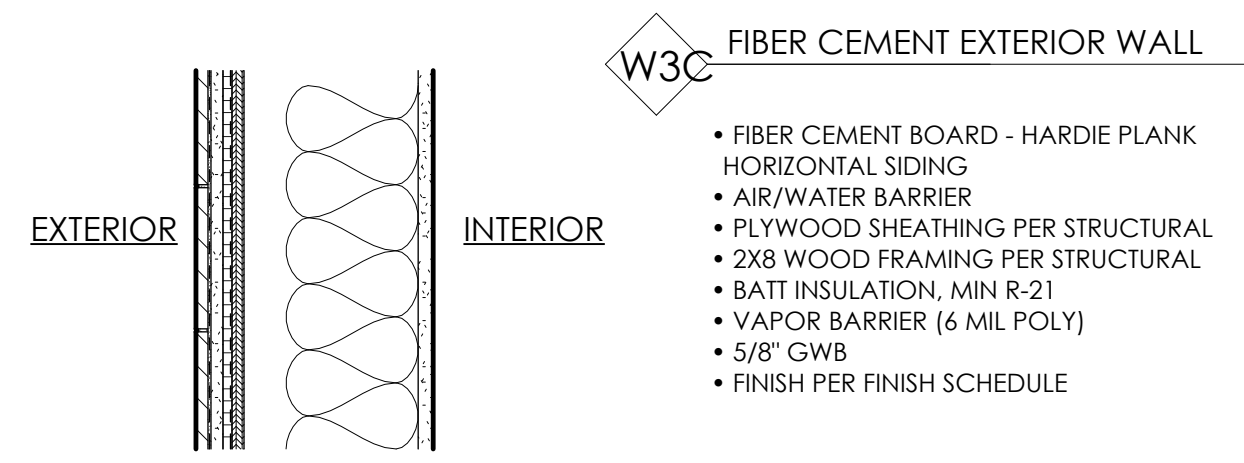 W3C
FIBER CEMENT EXTERIOR WALL
EXTERIOR
INTERIOR
• FIBER CEMENT BOARD - HARDIE PLANK
HORIZONTAL SIDING
• AIR/WATER BARRIER
• PLYWOOD SHEATHING PER STRUCTURAL
• 2X8 WOOD FRAMING PER STRUCTURAL
• BATT INSULATION, MIN R-21
• VAPOR BARRIER (6 MIL POLY)
• 5/8" GWB
• FINISH PER FINISH SCHEDULE